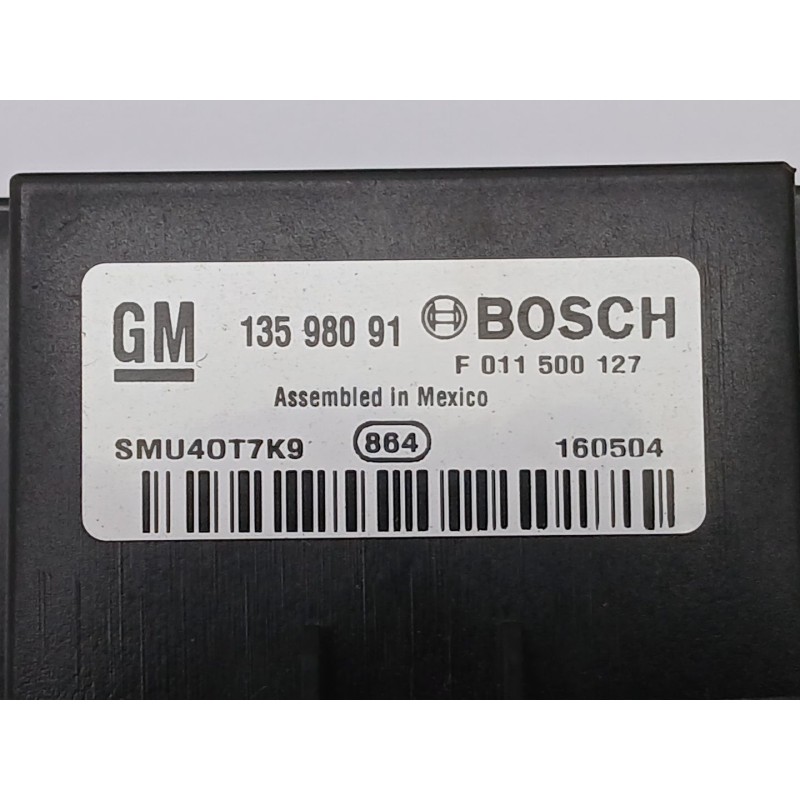 GM 135 980 91 BOSCH
F 011 500 127
Assembled in Mexico
SMU40T7K9 864 160504